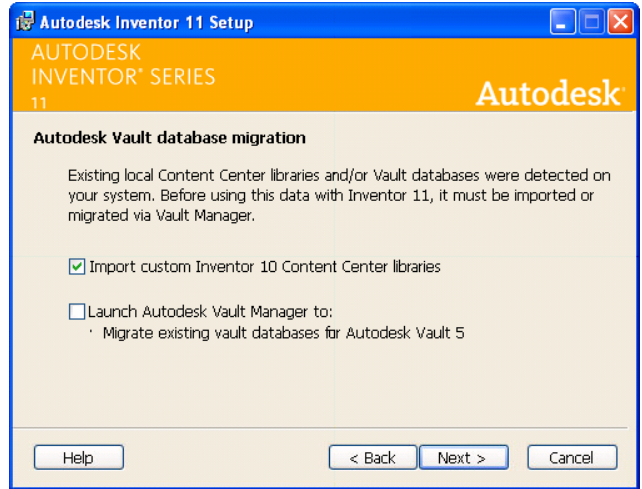 Autodesk Inventor 11 Setup
AUTODESK
INVENTOR® SERIES
11
Autodesk
Autodesk Vault database migration
Existing local Content Center libraries and/or Vault databases were detected on
your system. Before using this data with Inventor 11, it must be imported or
migrated via Vault Manager.
Import custom Inventor 10 Content Center libraries
Launch Autodesk Vault Manager to:
· Migrate existing vault databases for Autodesk Vault 5
Help
< Back
Next >
Cancel